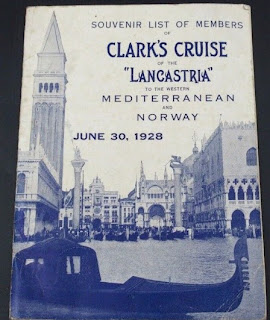 SOUVENIR LIST OF MEMBERS
OF
CLARK'S CRUISE
OF THE
"LANCASTRIA"
TO THE WESTERN
MEDITERRANEAN
AND
NORWAY
JUNE 30, 1928